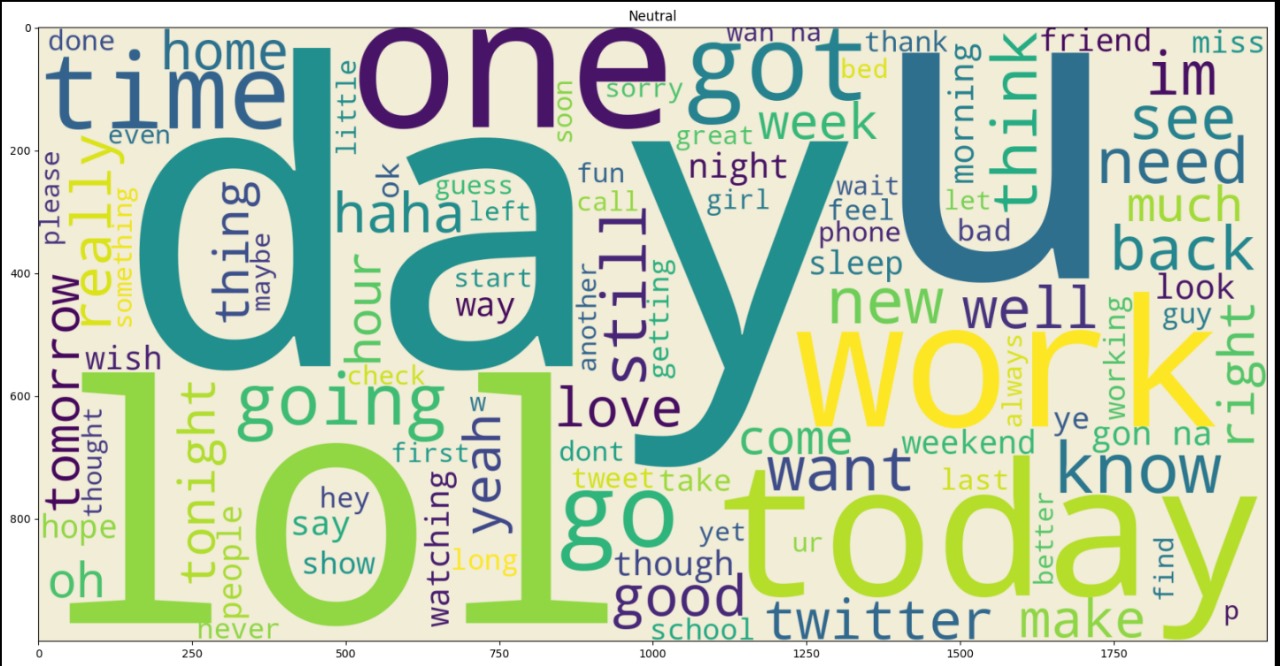 Neutral
0
200
400
600
800
0
250
500
750
1000
1250
1500
1750
done
home
time
even
little
one
soon
sorry
wan na
got
bed
thank
u
morning
think
friend
miss
im
see
need
much
back
look
guy
right
please
really
something
tomorrow
wish
thought
day
thing
maybe
ok
haha
guess
left
start
way
hour
check
fun
call
another
still
getting
great
week
night
girl
wait
feel
phone
sleep
let
bad
new
well
work
always
working
ye
gon na
lol
going
tonight
people
never
hope
oh
hey
say
show
first
w
yeah
watching
long
love
dont
tweet
take
go
though
yet
good
school
come
weekend
want
last
know
today
ur
better
find
twitter
make
p